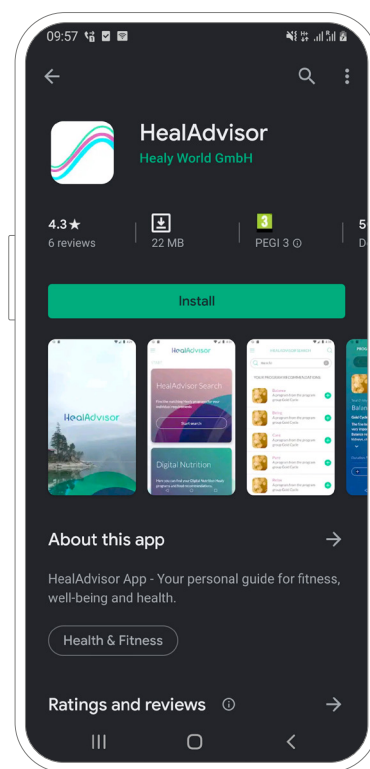 09:57
HealAdvisor
Healy World GmbH
4.3★
6 reviews
22 MB
3
PEGI 3
5
D
Install
HealAdvisor
HealAdvisor
HealAdvisor Search
Start search
Digital Nutrition
Search
About this app
HealAdvisor App - Your personal guide for fitness,
well-being and health.
Health & Fitness
Ratings and reviews